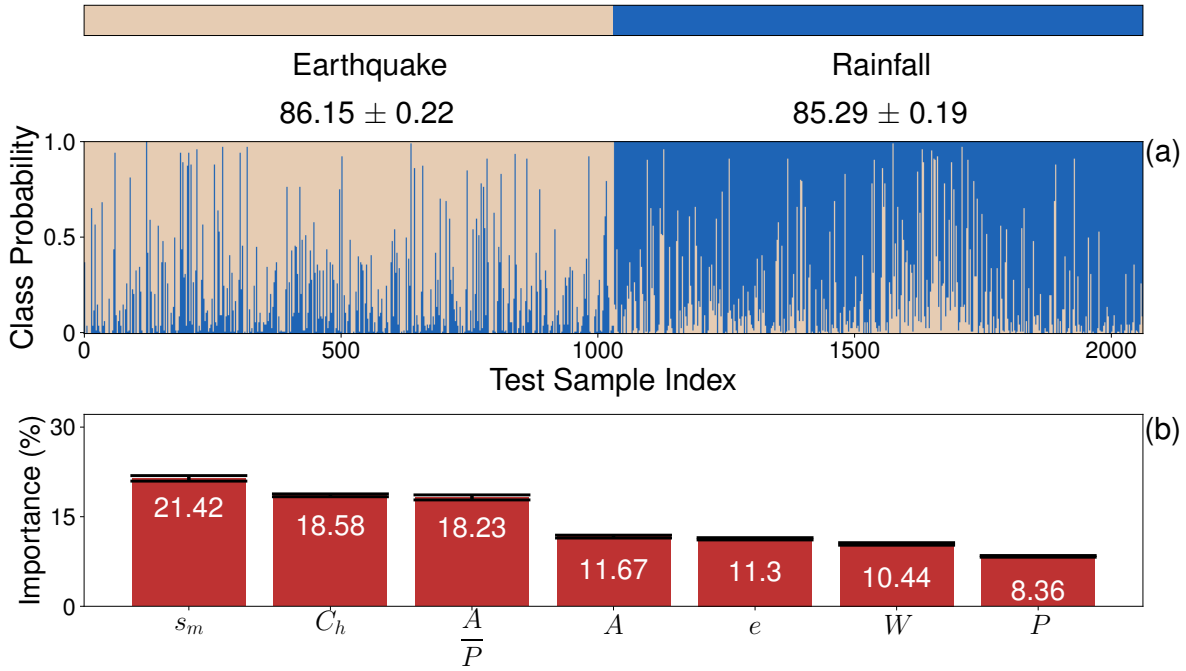 Earthquake Rainfall
86.15 ± 0.22 85.29 ± 0.19
(a)
Class Probability
1.0
0.5
0
0 500 1000 1500 2000
Test Sample Index
(b)
Importance (%)
30
15
0
21.42 18.58 18.23 11.67 11.3 10.44 8.36
s_m C_h A/P A e W P